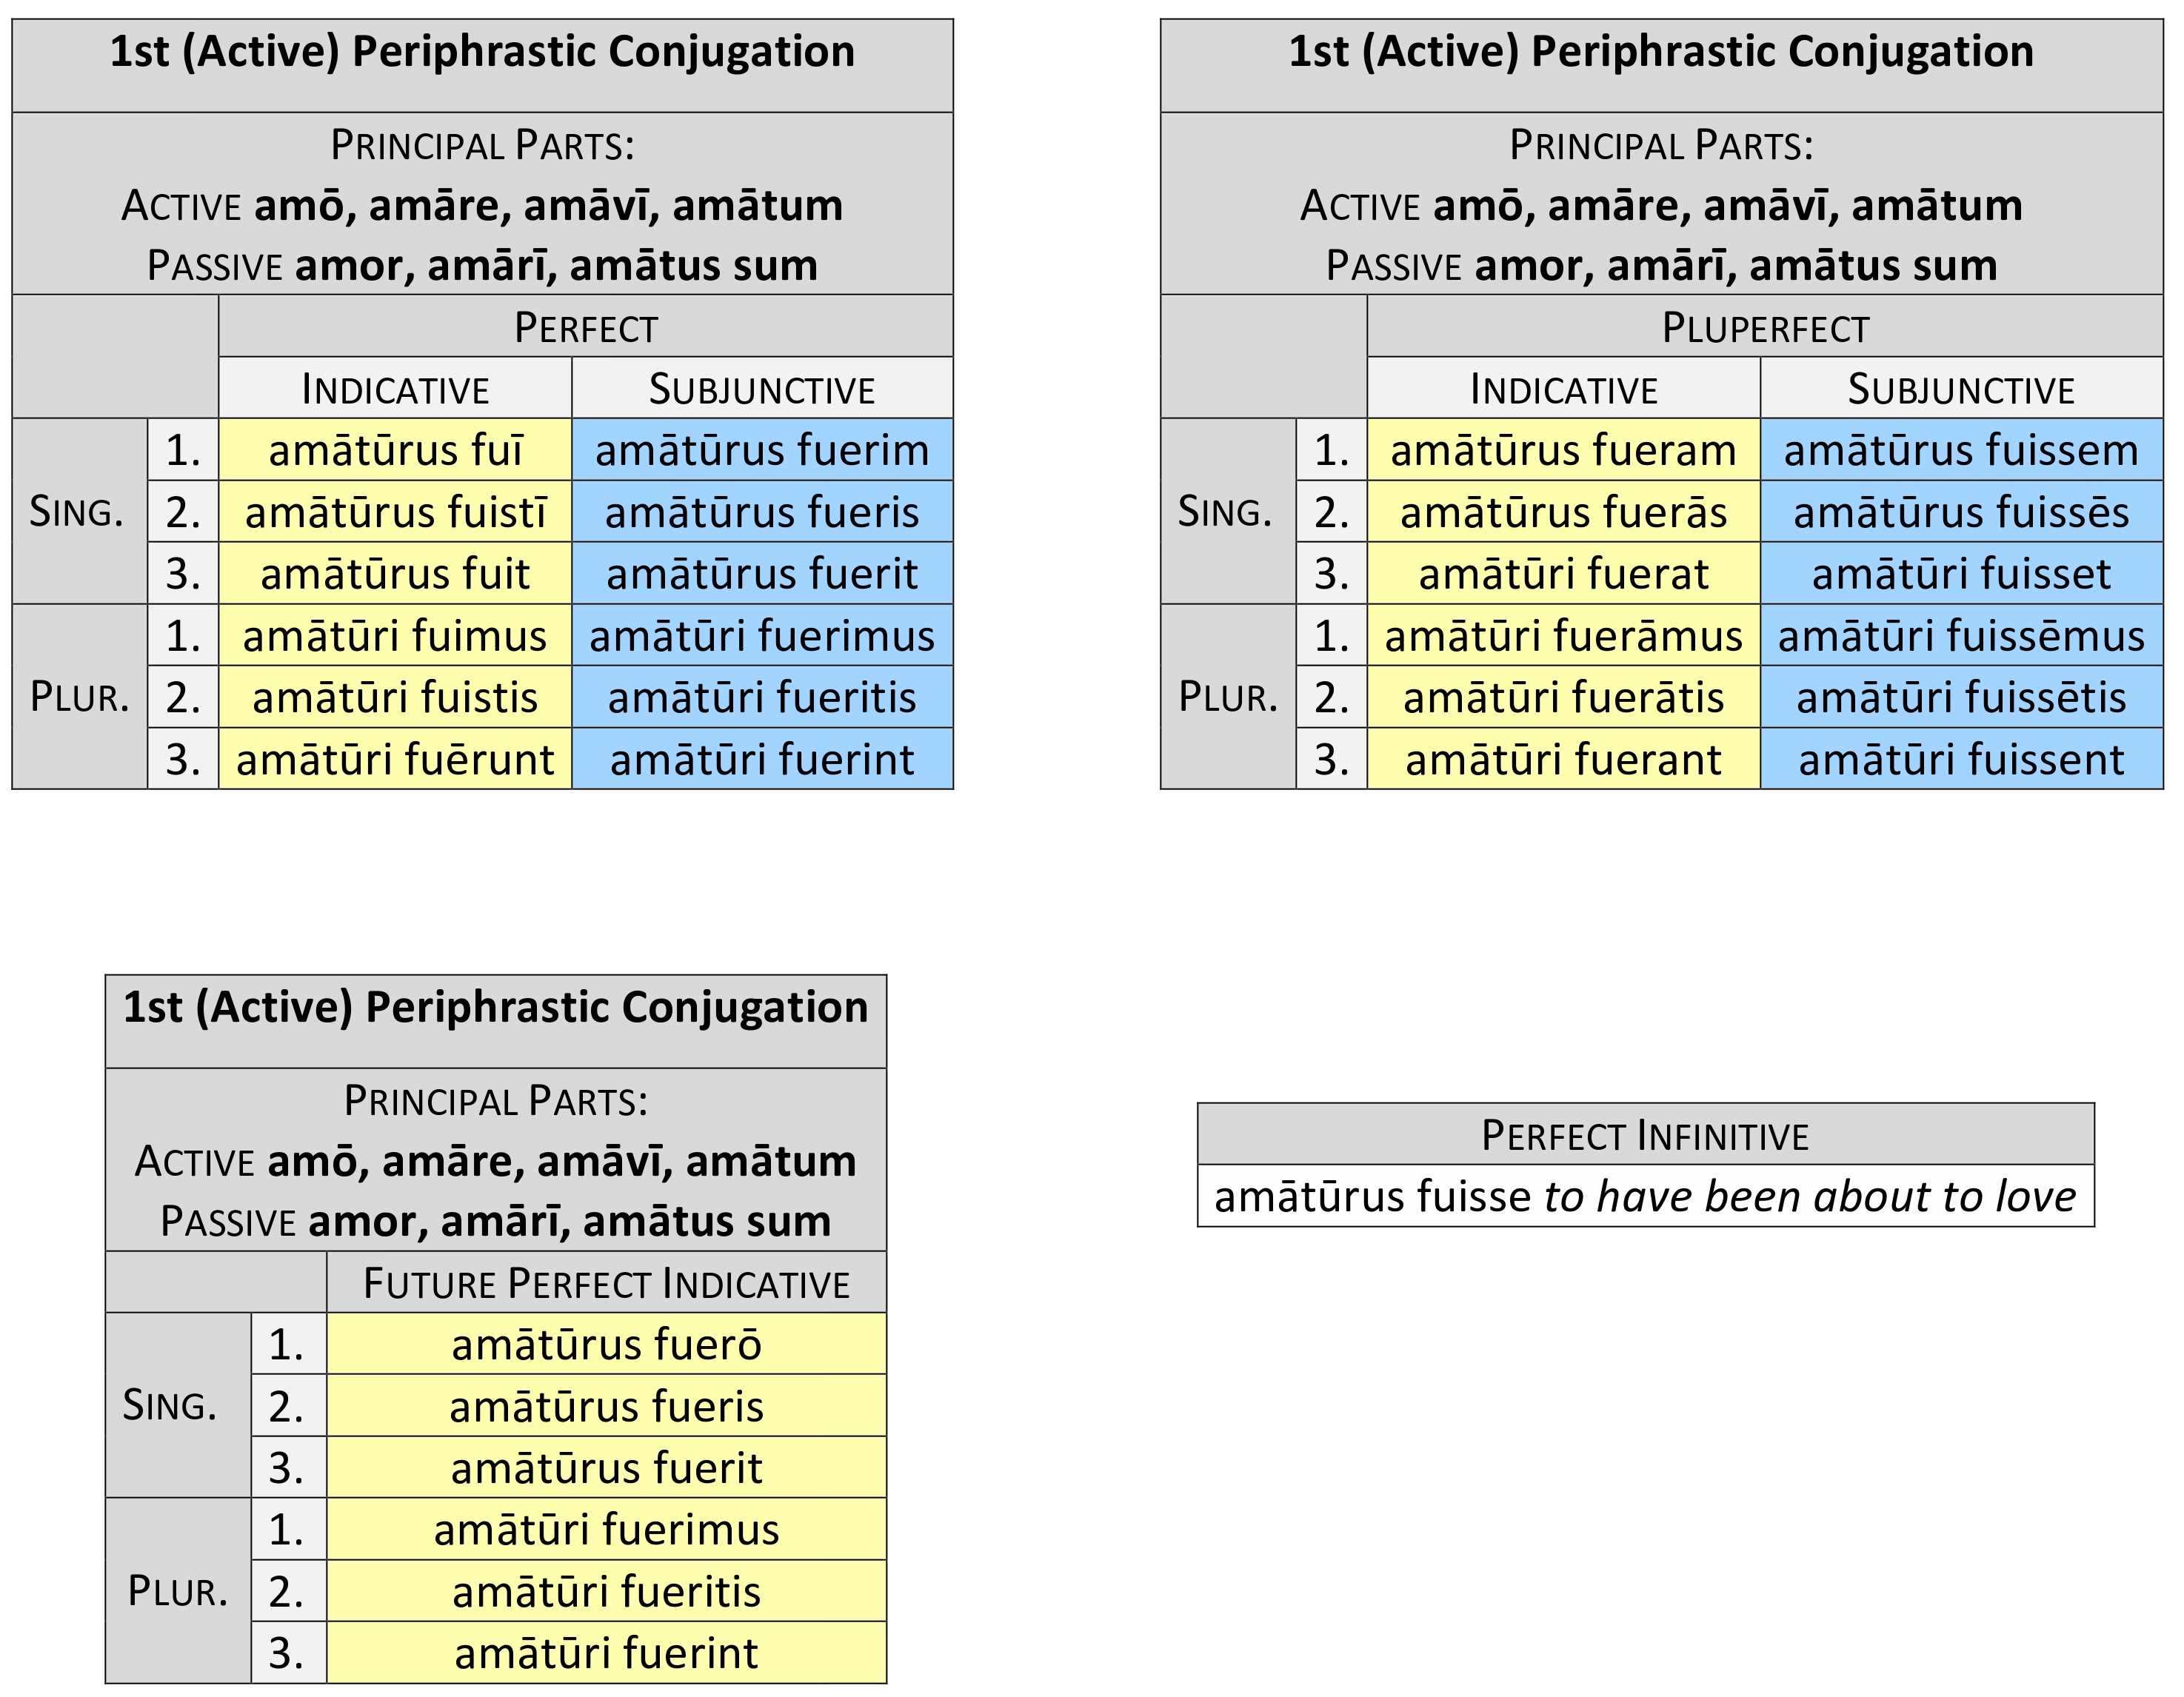 1st (Active) Periphrastic Conjugation
PRINCIPAL PARTS:
ACTIVE amō, amāre, amāvī, amātum
PASSIVE amor, amārī, amātus sum
PERFECT
INDICATIVE SUBJUNCTIVE
SING.
1. amātūrus fuī amātūrus fuerim
2. amātūrus fuistī amātūrus fueris
3. amātūrus fuit amātūrus fuerit
PLUR.
1. amātūri fuimus amātūri fuerimus
2. amātūri fuistis amātūri fueritis
3. amātūri fuērunt amātūri fuerint
1st (Active) Periphrastic Conjugation
PRINCIPAL PARTS:
ACTIVE amō, amāre, amāvī, amātum
PASSIVE amor, amārī, amātus sum
PLUPERFECT
INDICATIVE SUBJUNCTIVE
SING.
1. amātūrus fueram amātūrus fuissem
2. amātūrus fuerās amātūrus fuissēs
3. amātūri fuerat amātūri fuisset
PLUR.
1. amātūri fuerāmus amātūri fuissēmus
2. amātūri fuerātis amātūri fuissētis
3. amātūri fuerant amātūri fuissent
1st (Active) Periphrastic Conjugation
PRINCIPAL PARTS:
ACTIVE amō, amāre, amāvī, amātum
PASSIVE amor, amārī, amātus sum
FUTURE PERFECT INDICATIVE
SING.
1. amātūrus fuerō
2. amātūrus fueris
3. amātūrus fuerit
PLUR.
1. amātūri fuerimus
2. amātūri fueritis
3. amātūri fuerint
PERFECT INFINITIVE
amātūrus fuisse to have been about to love